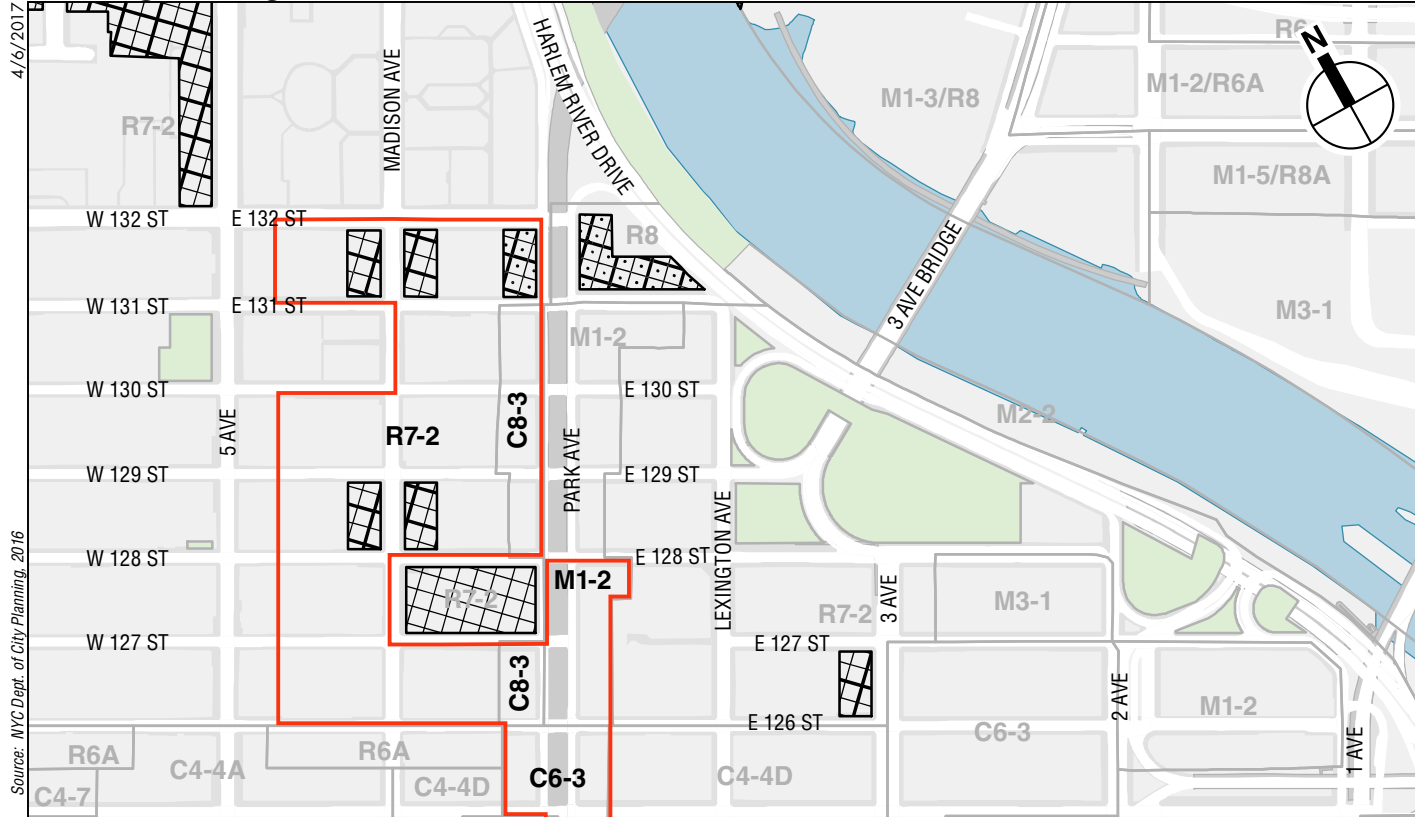 4/6/2017
HARLEM RIVER DRIVE
R6
N
MADISON AVE
M1-2/R6A
M1-3/R8
R7-2
M1-5/R8A
W 132 ST
E 132 ST
R8
3 AVE BRIDGE
W 131 ST
E 131 ST
M3-1
M1-2
W 130 ST
E 130 ST
5 AVE
R7-2
C8-3
M2-2
PARK AVE
W 129 ST
E 129 ST
LEXINGTON AVE
W 128 ST
E 128 ST
M1-2
R7-2
R7-2
3 AVE
M3-1
W 127 ST
E 127 ST
C8-3
2 AVE
M1-2
E 126 ST
C6-3
1 AVE
R6A
R6A
C4-4A
C4-4D
C6-3
C4-4D
C4-7
Source: NYC Dept. of City Planning, 2016